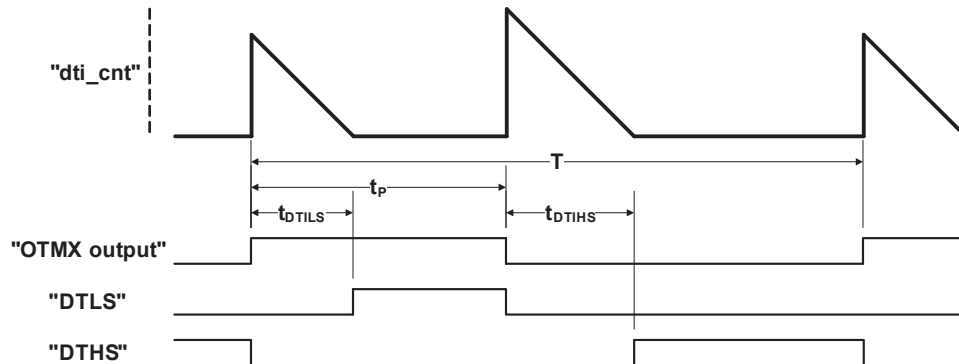 "dti_cnt"
T
tP
tDTILS
tDTIHS
"OTMX output"
"DTLS"
"DTHS"